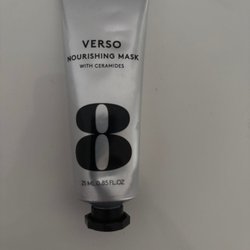 VERSO
NOURISHING MASK
WITH CERAMIDES
8
25 ML 0.85 FL.OZ